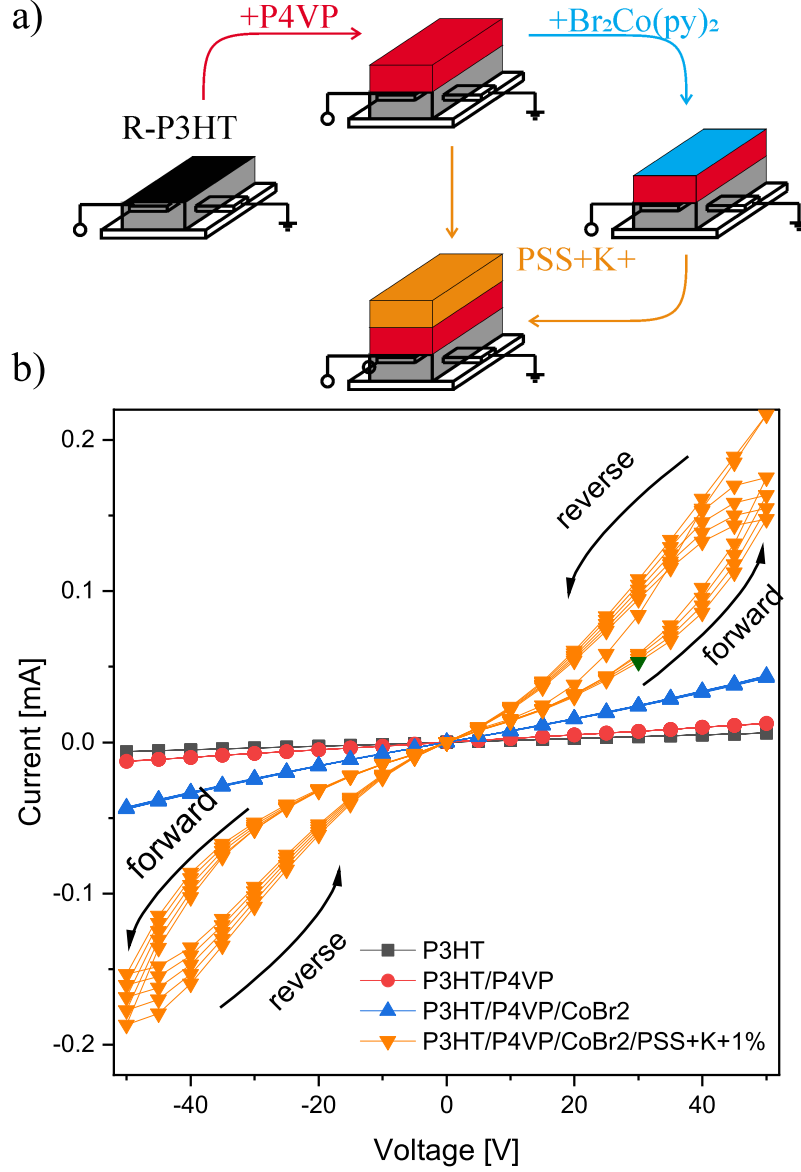 a)
+P4VP
+Br₂Co(py)₂
R-P3HT
PSS+K+
b)
0.2
0.1
0.0
-0.1
-0.2
-40
-20
0
20
40
Current [mA]
Voltage [V]
reverse
forward
forward
reverse
P3HT
P3HT/P4VP
P3HT/P4VP/CoBr2
P3HT/P4VP/CoBr2/PSS+K+1%